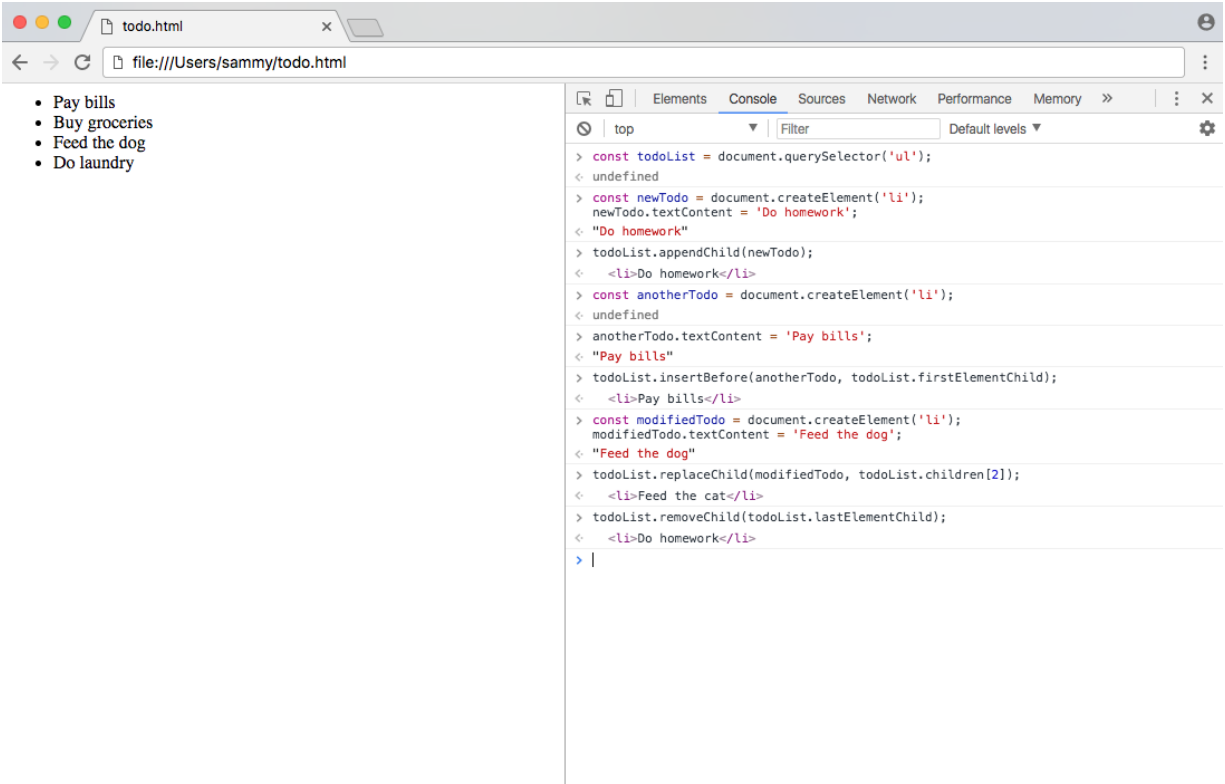 todo.html
file:///Users/sammy/todo.html
Pay bills
Buy groceries
Feed the dog
Do laundry
Elements Console Sources Network Performance Memory »
top Filter Default levels
> const todoList = document.querySelector('ul');
undefined
> const newTodo = document.createElement('li');
newTodo.textContent = 'Do homework';
"Do homework"
> todoList.appendChild(newTodo);
<li>Do homework</li>
> const anotherTodo = document.createElement('li');
undefined
> anotherTodo.textContent = 'Pay bills';
"Pay bills"
> todoList.insertBefore(anotherTodo, todoList.firstElementChild);
<li>Pay bills</li>
> const modifiedTodo = document.createElement('li');
modifiedTodo.textContent = 'Feed the dog';
"Feed the dog"
> todoList.replaceChild(modifiedTodo, todoList.children[2]);
<li>Feed the cat</li>
> todoList.removeChild(todoList.lastElementChild);
<li>Do homework</li>
>